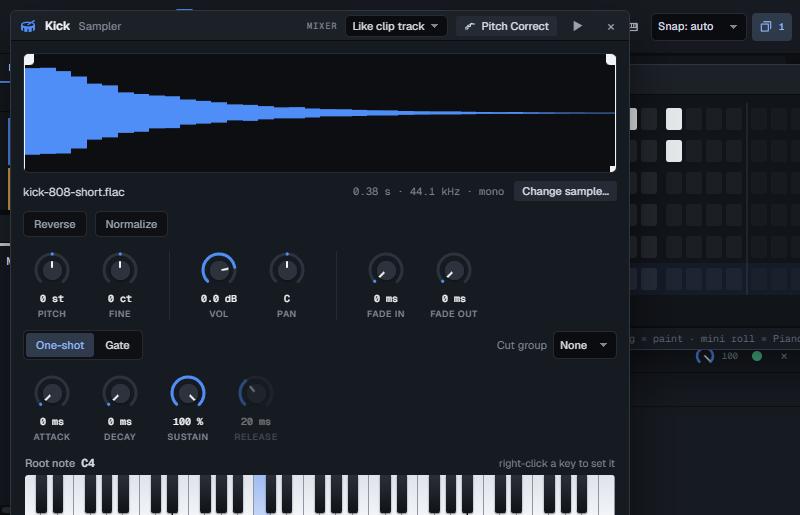 Kick Sampler MIXER Like clip track Pitch Correct × Snap: auto 1
kick-808-short.flac 0.38 s · 44.1 kHz · mono Change sample...
Reverse Normalize
0 st 0 ct 0.0 dB C 0 ms 0 ms
PITCH FINE VOL PAN FADE IN FADE OUT
= paint · mini roll = Piano
One-shot Gate Cut group None
100 ×
0 ms 0 ms 100 % 20 ms
ATTACK DECAY SUSTAIN RELEASE
Root note C4 right-click a key to set it